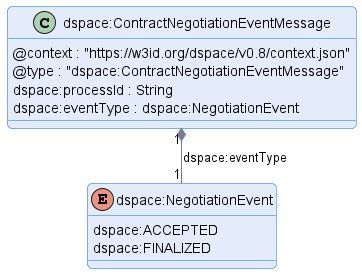 C dspace:ContractNegotiationEventMessage
@context : "https://w3id.org/dspace/v0.8/context.json"
@type : "dspace:ContractNegotiationEventMessage"
dspace:processId : String
dspace:eventType : dspace:NegotiationEvent
1
dspace:eventType
1
E dspace:NegotiationEvent
dspace:ACCEPTED
dspace:FINALIZED